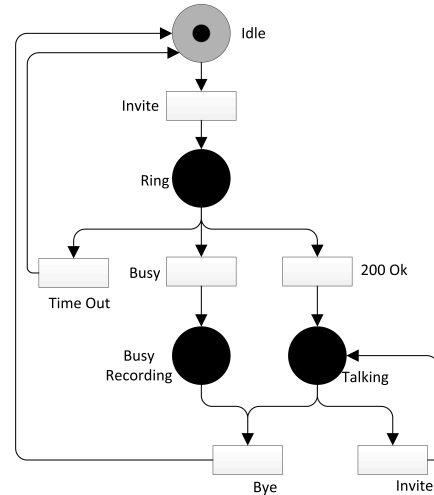 Idle
Invite
Ring
Busy
200 Ok
Time Out
Busy
Recording
Talking
Bye
Invite